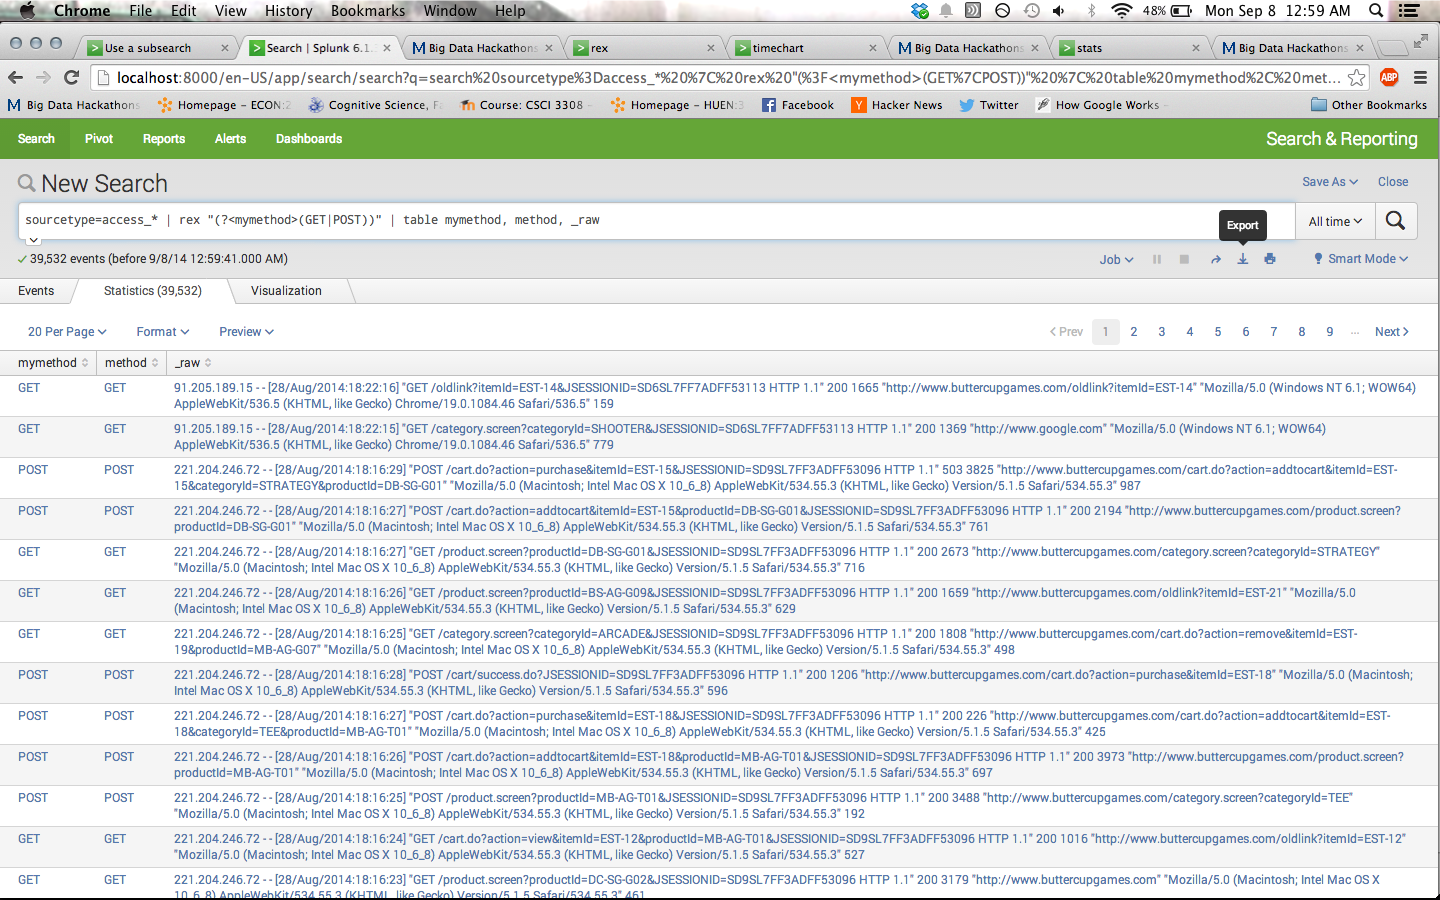 Chrome File Edit View History Bookmarks Window Help 48% Mon Sep 8 12:59 AM
Use a subsearch Search | Splunk 6.1. Big Data Hackathons rex timechart Big Data Hackathons stats Big Data Hackathons
localhost:8000/en-US/app/search/search?q=search%20sourcetype%3Daccess_*%20%7C%20rex%20"(%3F<mymethod>(GET%7CPOST))"%20%7C%20table%20mymethod%2C%20met... ABP
Big Data Hackathons Homepage – ECON:2 Cognitive Science, Fa Course: CSCI 3308 – Homepage – HUEN:3 Facebook Hacker News Twitter How Google Works – Other Bookmarks
Search Pivot Reports Alerts Dashboards Search & Reporting
New Search Save As Close
sourcetype=access_* | rex "(?<mymethod>(GET|POST))" | table mymethod, method, _raw All time
Export
39,532 events (before 9/8/14 12:59:41.000 AM) Job Smart Mode
Events Statistics (39,532) Visualization
20 Per Page Format Preview Prev 1 2 3 4 5 6 7 8 9 ... Next
mymethod method _raw
GET GET 91.205.189.15 - - [28/Aug/2014:18:22:16] "GET /oldlink?itemId=EST-14&JSESSIONID=SD6SL7FF7ADFF53113 HTTP 1.1" 200 1665 "http://www.buttercupgames.com/oldlink?itemId=EST-14" "Mozilla/5.0 (Windows NT 6.1; WOW64)
AppleWebKit/536.5 (KHTML, like Gecko) Chrome/19.0.1084.46 Safari/536.5" 159
GET GET 91.205.189.15 - - [28/Aug/2014:18:22:15] "GET /category.screen?categoryId=SHOOTER&JSESSIONID=SD6SL7FF7ADFF53113 HTTP 1.1" 200 1369 "http://www.google.com" "Mozilla/5.0 (Windows NT 6.1; WOW64)
AppleWebKit/536.5 (KHTML, like Gecko) Chrome/19.0.1084.46 Safari/536.5" 779
POST POST 221.204.246.72 - - [28/Aug/2014:18:16:29] "POST /cart.do?action=purchase&itemId=EST-15&JSESSIONID=SD9SL7FF3ADFF53096 HTTP 1.1" 503 3825 "http://www.buttercupgames.com/cart.do?action=addtocart&itemId=EST-
15&categoryId=STRATEGY&productId=DB-SG-G01" "Mozilla/5.0 (Macintosh; Intel Mac OS X 10_6_8) AppleWebKit/534.55.3 (KHTML, like Gecko) Version/5.1.5 Safari/534.55.3" 987
POST POST 221.204.246.72 - - [28/Aug/2014:18:16:27] "POST /cart.do?action=addtocart&itemId=EST-15&productId=DB-SG-G01&JSESSIONID=SD9SL7FF3ADFF53096 HTTP 1.1" 200 2194 "http://www.buttercupgames.com/product.screen?
productId=DB-SG-G01" "Mozilla/5.0 (Macintosh; Intel Mac OS X 10_6_8) AppleWebKit/534.55.3 (KHTML, like Gecko) Version/5.1.5 Safari/534.55.3" 761
GET GET 221.204.246.72 - - [28/Aug/2014:18:16:27] "GET /product.screen?productId=DB-SG-G01&JSESSIONID=SD9SL7FF3ADFF53096 HTTP 1.1" 200 2673 "http://www.buttercupgames.com/category.screen?categoryId=STRATEGY"
"Mozilla/5.0 (Macintosh; Intel Mac OS X 10_6_8) AppleWebKit/534.55.3 (KHTML, like Gecko) Version/5.1.5 Safari/534.55.3" 716
GET GET 221.204.246.72 - - [28/Aug/2014:18:16:26] "GET /product.screen?productId=BS-AG-G09&JSESSIONID=SD9SL7FF3ADFF53096 HTTP 1.1" 200 1659 "http://www.buttercupgames.com/oldlink?itemId=EST-21" "Mozilla/5.0
(Macintosh; Intel Mac OS X 10_6_8) AppleWebKit/534.55.3 (KHTML, like Gecko) Version/5.1.5 Safari/534.55.3" 629
GET GET 221.204.246.72 - - [28/Aug/2014:18:16:25] "GET /category.screen?categoryId=ARCADE&JSESSIONID=SD9SL7FF3ADFF53096 HTTP 1.1" 200 1808 "http://www.buttercupgames.com/cart.do?action=remove&itemId=EST-
19&productId=MB-AG-G07" "Mozilla/5.0 (Macintosh; Intel Mac OS X 10_6_8) AppleWebKit/534.55.3 (KHTML, like Gecko) Version/5.1.5 Safari/534.55.3" 498
POST POST 221.204.246.72 - - [28/Aug/2014:18:16:28] "POST /cart/success.do?JSESSIONID=SD9SL7FF3ADFF53096 HTTP 1.1" 200 1206 "http://www.buttercupgames.com/cart.do?action=purchase&itemId=EST-18" "Mozilla/5.0 (Macintosh;
Intel Mac OS X 10_6_8) AppleWebKit/534.55.3 (KHTML, like Gecko) Version/5.1.5 Safari/534.55.3" 596
POST POST 221.204.246.72 - - [28/Aug/2014:18:16:27] "POST /cart.do?action=purchase&itemId=EST-18&JSESSIONID=SD9SL7FF3ADFF53096 HTTP 1.1" 200 226 "http://www.buttercupgames.com/cart.do?action=addtocart&itemId=EST-
18&categoryId=TEE&productId=MB-AG-T01" "Mozilla/5.0 (Macintosh; Intel Mac OS X 10_6_8) AppleWebKit/534.55.3 (KHTML, like Gecko) Version/5.1.5 Safari/534.55.3" 425
POST POST 221.204.246.72 - - [28/Aug/2014:18:16:26] "POST /cart.do?action=addtocart&itemId=EST-18&productId=MB-AG-T01&JSESSIONID=SD9SL7FF3ADFF53096 HTTP 1.1" 200 3973 "http://www.buttercupgames.com/product.screen?
productId=MB-AG-T01" "Mozilla/5.0 (Macintosh; Intel Mac OS X 10_6_8) AppleWebKit/534.55.3 (KHTML, like Gecko) Version/5.1.5 Safari/534.55.3" 697
POST POST 221.204.246.72 - - [28/Aug/2014:18:16:25] "POST /product.screen?productId=MB-AG-T01&JSESSIONID=SD9SL7FF3ADFF53096 HTTP 1.1" 200 3488 "http://www.buttercupgames.com/category.screen?categoryId=TEE"
"Mozilla/5.0 (Macintosh; Intel Mac OS X 10_6_8) AppleWebKit/534.55.3 (KHTML, like Gecko) Version/5.1.5 Safari/534.55.3" 192
GET GET 221.204.246.72 - - [28/Aug/2014:18:16:24] "GET /cart.do?action=view&itemId=EST-12&productId=MB-AG-T01&JSESSIONID=SD9SL7FF3ADFF53096 HTTP 1.1" 200 1016 "http://www.buttercupgames.com/oldlink?itemId=EST-12"
"Mozilla/5.0 (Macintosh; Intel Mac OS X 10_6_8) AppleWebKit/534.55.3 (KHTML, like Gecko) Version/5.1.5 Safari/534.55.3" 527
GET GET 221.204.246.72 - - [28/Aug/2014:18:16:23] "GET /product.screen?productId=DC-SG-G02&JSESSIONID=SD9SL7FF3ADFF53096 HTTP 1.1" 200 3179 "http://www.buttercupgames.com" "Mozilla/5.0 (Macintosh; Intel Mac OS X
10_6_8) AppleWebKit/534.55.3 (KHTML, like Gecko) Version/5.1.5 Safari/534.55.3" 461